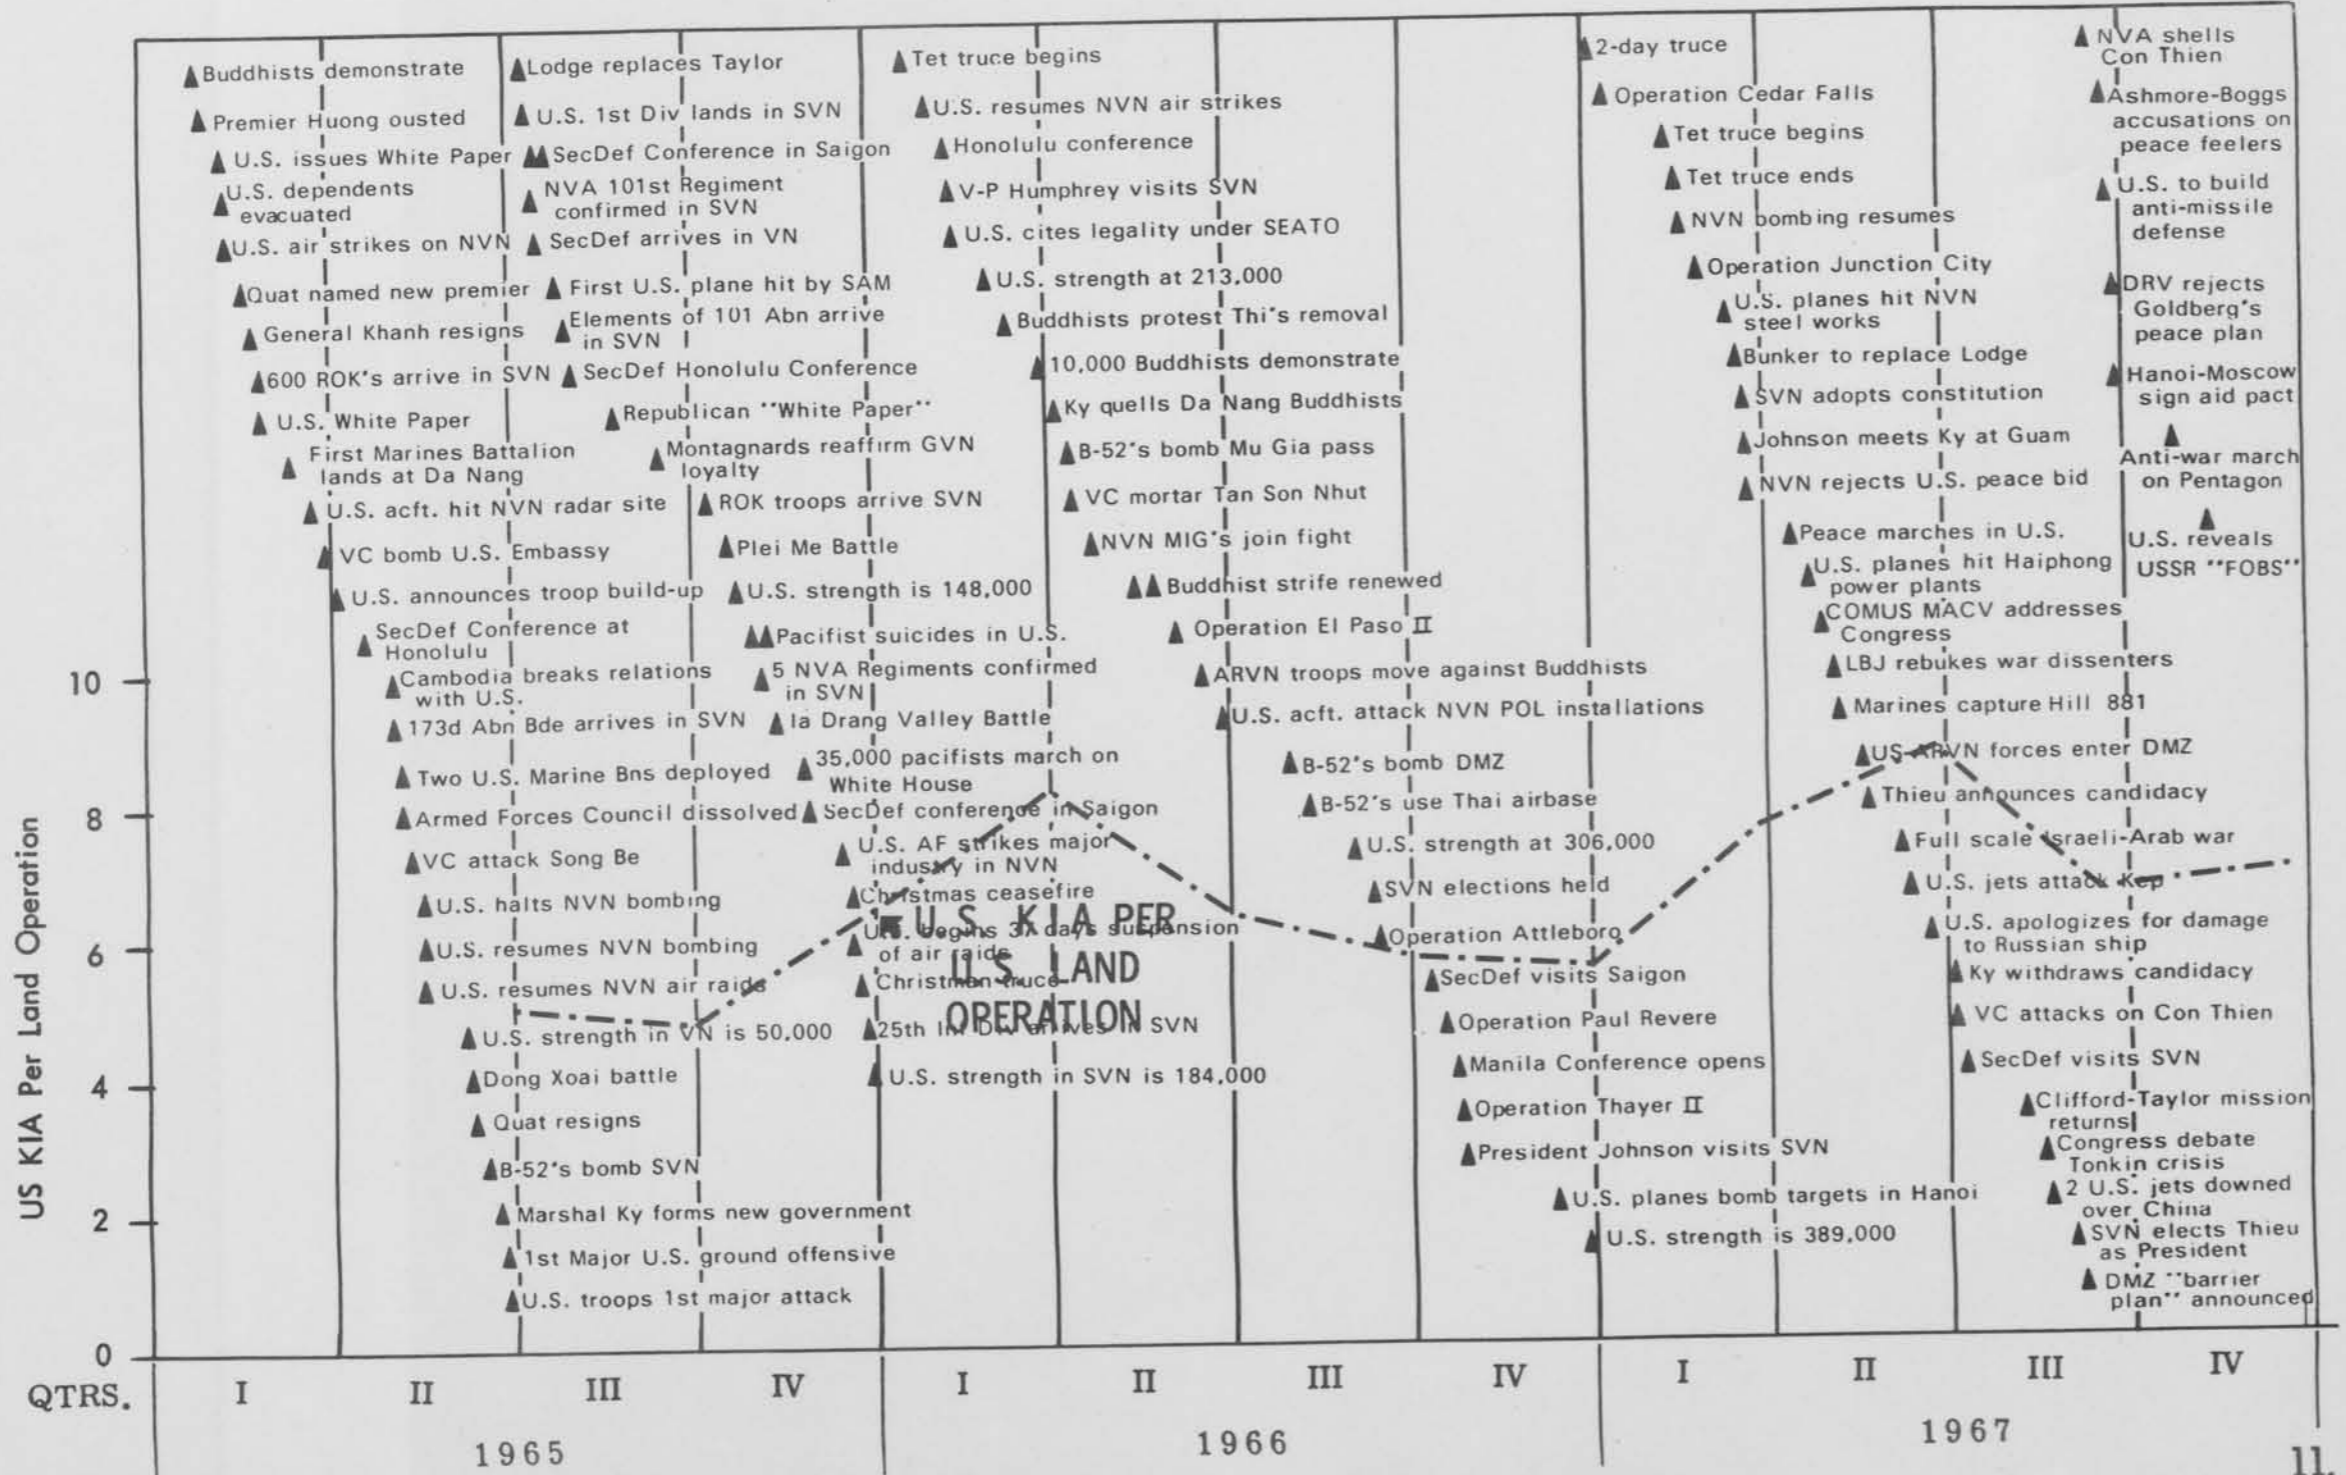 Buddhists demonstrate
Premier Huong ousted
U.S. issues White Paper
U.S. dependents
evacuated
U.S. air strikes on NVN
Quat named new premier
General Khanh resigns
600 ROK's arrive in SVN
U.S. White Paper
First Marines Battalion
lands at Da Nang
U.S. acft. hit NVN radar site
VC bomb U.S. Embassy
U.S. announces troop build-up
SecDef Conference at
Honolulu
Cambodia breaks relations
with U.S.
173d Abn Bde arrives in SVN
Two U.S. Marine Bns deployed
Armed Forces Council dissolved
VC attack Song Be
U.S. halts NVN bombing
U.S. resumes NVN bombing
U.S. resumes NVN air raids
U.S. strength in VN is 50,000
Dong Xoai battle
Quat resigns
B-52's bomb SVN
Marshal Ky forms new government
1st Major U.S. ground offensive
U.S. troops 1st major attack
Lodge replaces Taylor
U.S. 1st Div lands in SVN
SecDef Conference in Saigon
NVA 101st Regiment
confirmed in SVN
SecDef arrives in VN
First U.S. plane hit by SAM
Elements of 101 Abn arrive
in SVN
SecDef Honolulu Conference
Republican "White Paper"
Montagnards reaffirm GVN
loyalty
ROK troops arrive SVN
Plei Me Battle
U.S. strength is 148,000
Pacifist suicides in U.S.
5 NVA Regiments confirmed
in SVN
Ia Drang Valley Battle
35,000 pacifists march on
White House
SecDef conference in Saigon
U.S. AF strikes major
industry in NVN
Christmas ceasefire
U.S. begins 37 days suspension
of air raids
Christmas truce
25th Inf Div arrives in SVN
U.S. strength in SVN is 184,000
U.S. KIA PER
U.S. LAND
OPERATION
Tet truce begins
U.S. resumes NVN air strikes
Honolulu conference
V-P Humphrey visits SVN
U.S. cites legality under SEATO
U.S. strength at 213,000
Buddhists protest Thi's removal
10,000 Buddhists demonstrate
Ky quells Da Nang Buddhists
B-52's bomb Mu Gia pass
VC mortar Tan Son Nhut
NVN MIG's join fight
Buddhist strife renewed
Operation El Paso II
ARVN troops move against Buddhists
U.S. acft. attack NVN POL installations
B-52's bomb DMZ
B-52's use Thai airbase
U.S. strength at 306,000
SVN elections held
Operation Attleboro
SecDef visits Saigon
Operation Paul Revere
Manila Conference opens
Operation Thayer II
President Johnson visits SVN
U.S. planes bomb targets in Hanoi
U.S. strength is 389,000
2-day truce
Operation Cedar Falls
Tet truce begins
Tet truce ends
NVN bombing resumes
Operation Junction City
U.S. planes hit NVN
steel works
Bunker to replace Lodge
SVN adopts constitution
Johnson meets Ky at Guam
NVN rejects U.S. peace bid
Peace marches in U.S.
U.S. planes hit Haiphong
power plants
COMUS MACV addresses
Congress
LBJ rebukes war dissenters
Marines capture Hill 881
US-ARVN forces enter DMZ
Thieu announces candidacy
Full scale Israeli-Arab war
U.S. jets attack Kep
U.S. apologizes for damage
to Russian ship
Ky withdraws candidacy
VC attacks on Con Thien
SecDef visits SVN
Clifford-Taylor mission
returns
Congress debate
Tonkin crisis
2 U.S. jets downed
over China
SVN elects Thieu
as President
DMZ "barrier
plan" announced
NVA shells
Con Thien
Ashmore-Boggs
accusations on
peace feelers
U.S. to build
anti-missile
defense
DRV rejects
Goldberg's
peace plan
Hanoi-Moscow
sign aid pact
Anti-war march
on Pentagon
U.S. reveals
USSR "FOBS"
US KIA Per Land Operation
10
8
6
4
2
0
QTRS. I II III IV I II III IV I II III IV
1965 1966 1967
11.